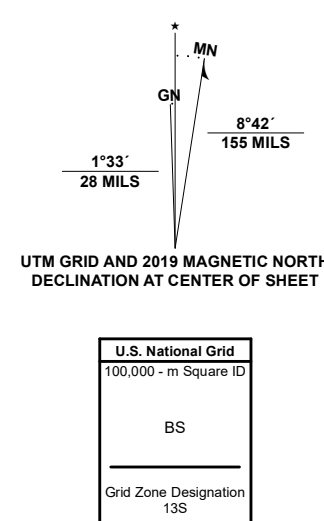 ★
MN
GN
8°42´
155 MILS
1°33´
28 MILS
UTM GRID AND 2019 MAGNETIC NORTH
DECLINATION AT CENTER OF SHEET
U.S. National Grid
100,000 - m Square ID
BS
Grid Zone Designation
13S